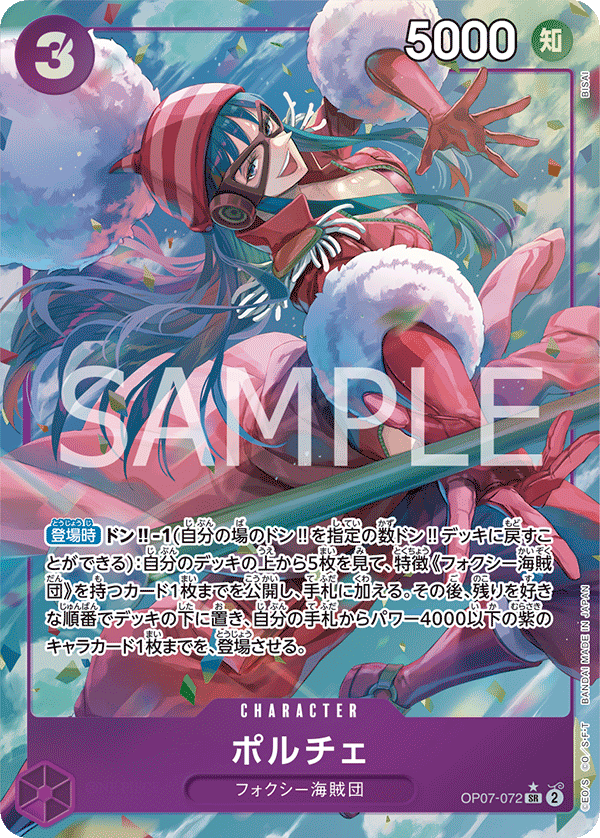 3
5000 知
BISAI
SAMPLE
登場時 ドン!!-1(自分の場のドン!!を指定の数ドン!!デッキに戻すこ
とができる):自分のデッキの上から5枚を見て、特徴《フォクシー海賊
団》を持つカード1枚までを公開し、手札に加える。その後、残りを好き
な順番でデッキの下に置き、自分の手札からパワー4000以下の紫の
キャラカード1枚までを、登場させる。
CHARACTER
ポルチェ
フォクシー海賊団
OP07-072 SR 2
©E.O./S. ©O./S.F.T BANDAI MADE IN JAPAN